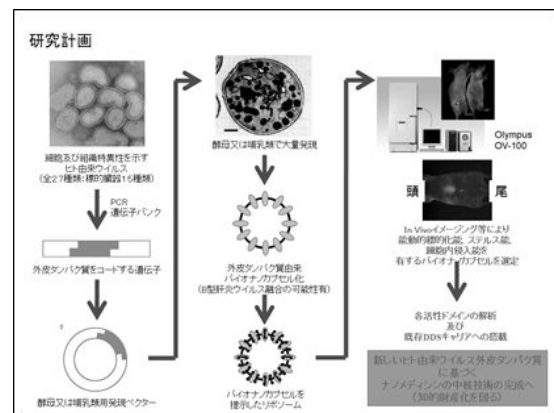 研究計画
細胞及び組織特異性を示す
ヒト由来ウイルス
(全27種類:標的臓器15種類)
PCR
遺伝子バンク
外皮タンパク質をコードする遺伝子
酵母又は哺乳類用発現ベクター
酵母又は哺乳類で大量発現
外皮タンパク質由来
バイオナノカプセル化
(B型肝炎ウイルス融合の可能性有)
バイオナノカプセルを
提示したリポソーム
Olympus
OV-100
頭 尾
In Vivoイメージング等により
能動的標的化能, ステルス能,
細胞内侵入能を
有するバイオナノカプセルを選定
各活性ドメインの解析
及び
既存DDSキャリアへの搭載
新しいヒト由来ウイルス外皮タンパク質
に基づく
ナノメディシンの中核技術の完成へ
(知的財産化を図る)